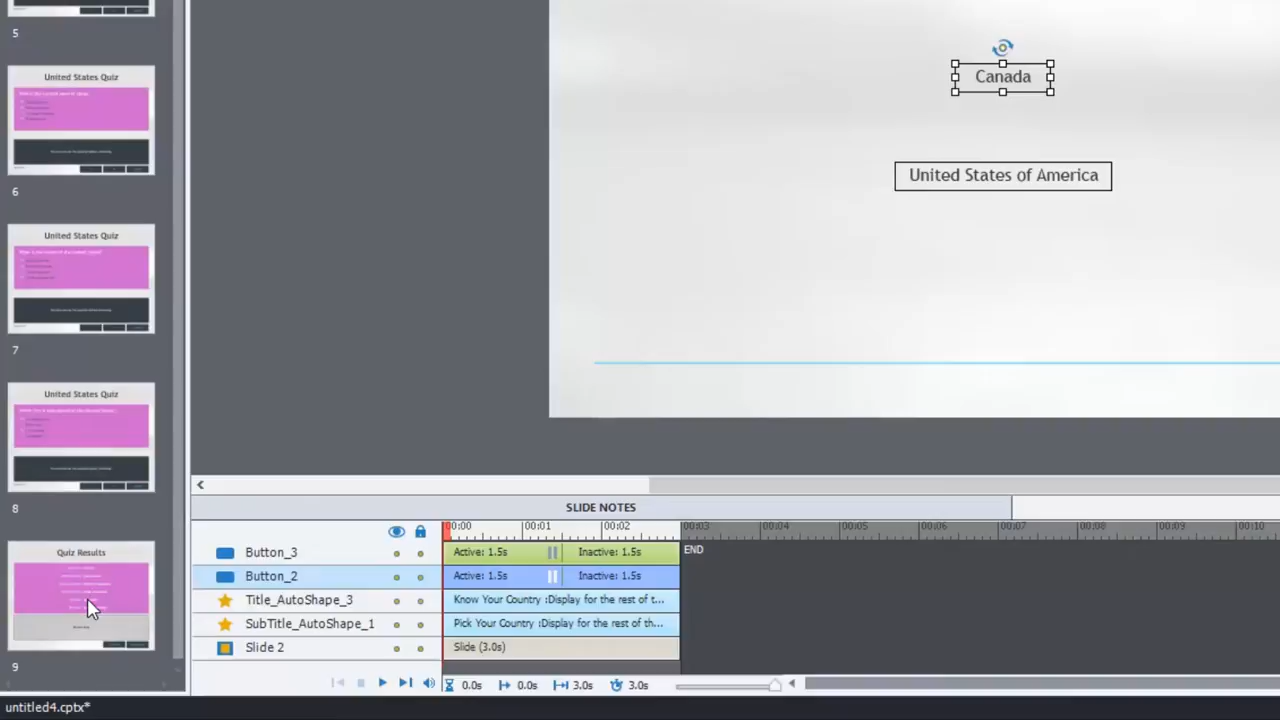 5
United States Quiz
6
United States Quiz
7
United States Quiz
8
Quiz Results
9
Canada
United States of America
SLIDE NOTES
00:00 00:01 00:02 00:03 00:04 00:05 00:06 00:07 00:08 00:09 00:10
Button_3 Active: 1.5s Inactive: 1.5s END
Button_2 Active: 1.5s Inactive: 1.5s
Title_AutoShape_3 Know Your Country :Display for the rest of t...
SubTitle_AutoShape_1 Pick Your Country :Display for the rest of th...
Slide 2 Slide (3.0s)
0.0s 0.0s 3.0s 3.0s
untitled4.cptx*